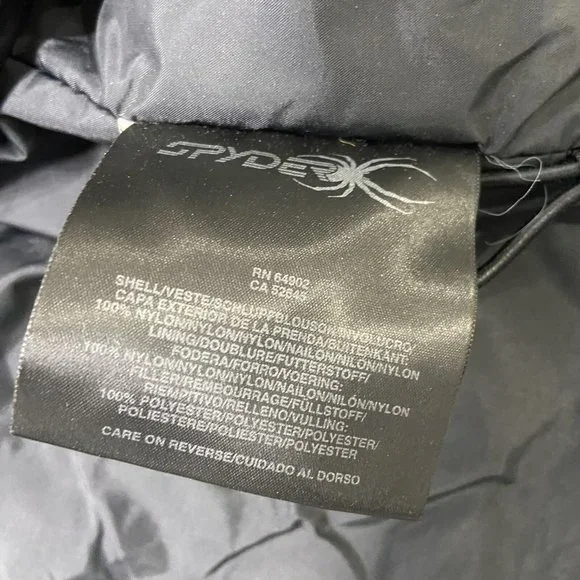 SPYDER
RN 64902
CA 52645
SHELL/VESTE/SCHLUPFBLOUSON/INVOLUCRO/
CAPA EXTERIOR DE LA PRENDA/BUITENKANT:
100% NYLON/NYLON/NYLON/NAILON/NILÓN/NYLON
LINING/DOUBLURE/FUTTERSTOFF/
FODERA/FORRO/VOERING:
100% NYLON/NYLON/NYLON/NAILON/NILÓN/NYLON
FILLER/REMBOURRAGE/FÜLLSTOFF/
RIEMPITIVO/RELLENO/VULLING:
100% POLYESTER/POLYESTER/POLYESTER/
POLIESTERE/POLIÉSTER/POLYESTER
CARE ON REVERSE/CUIDADO AL DORSO